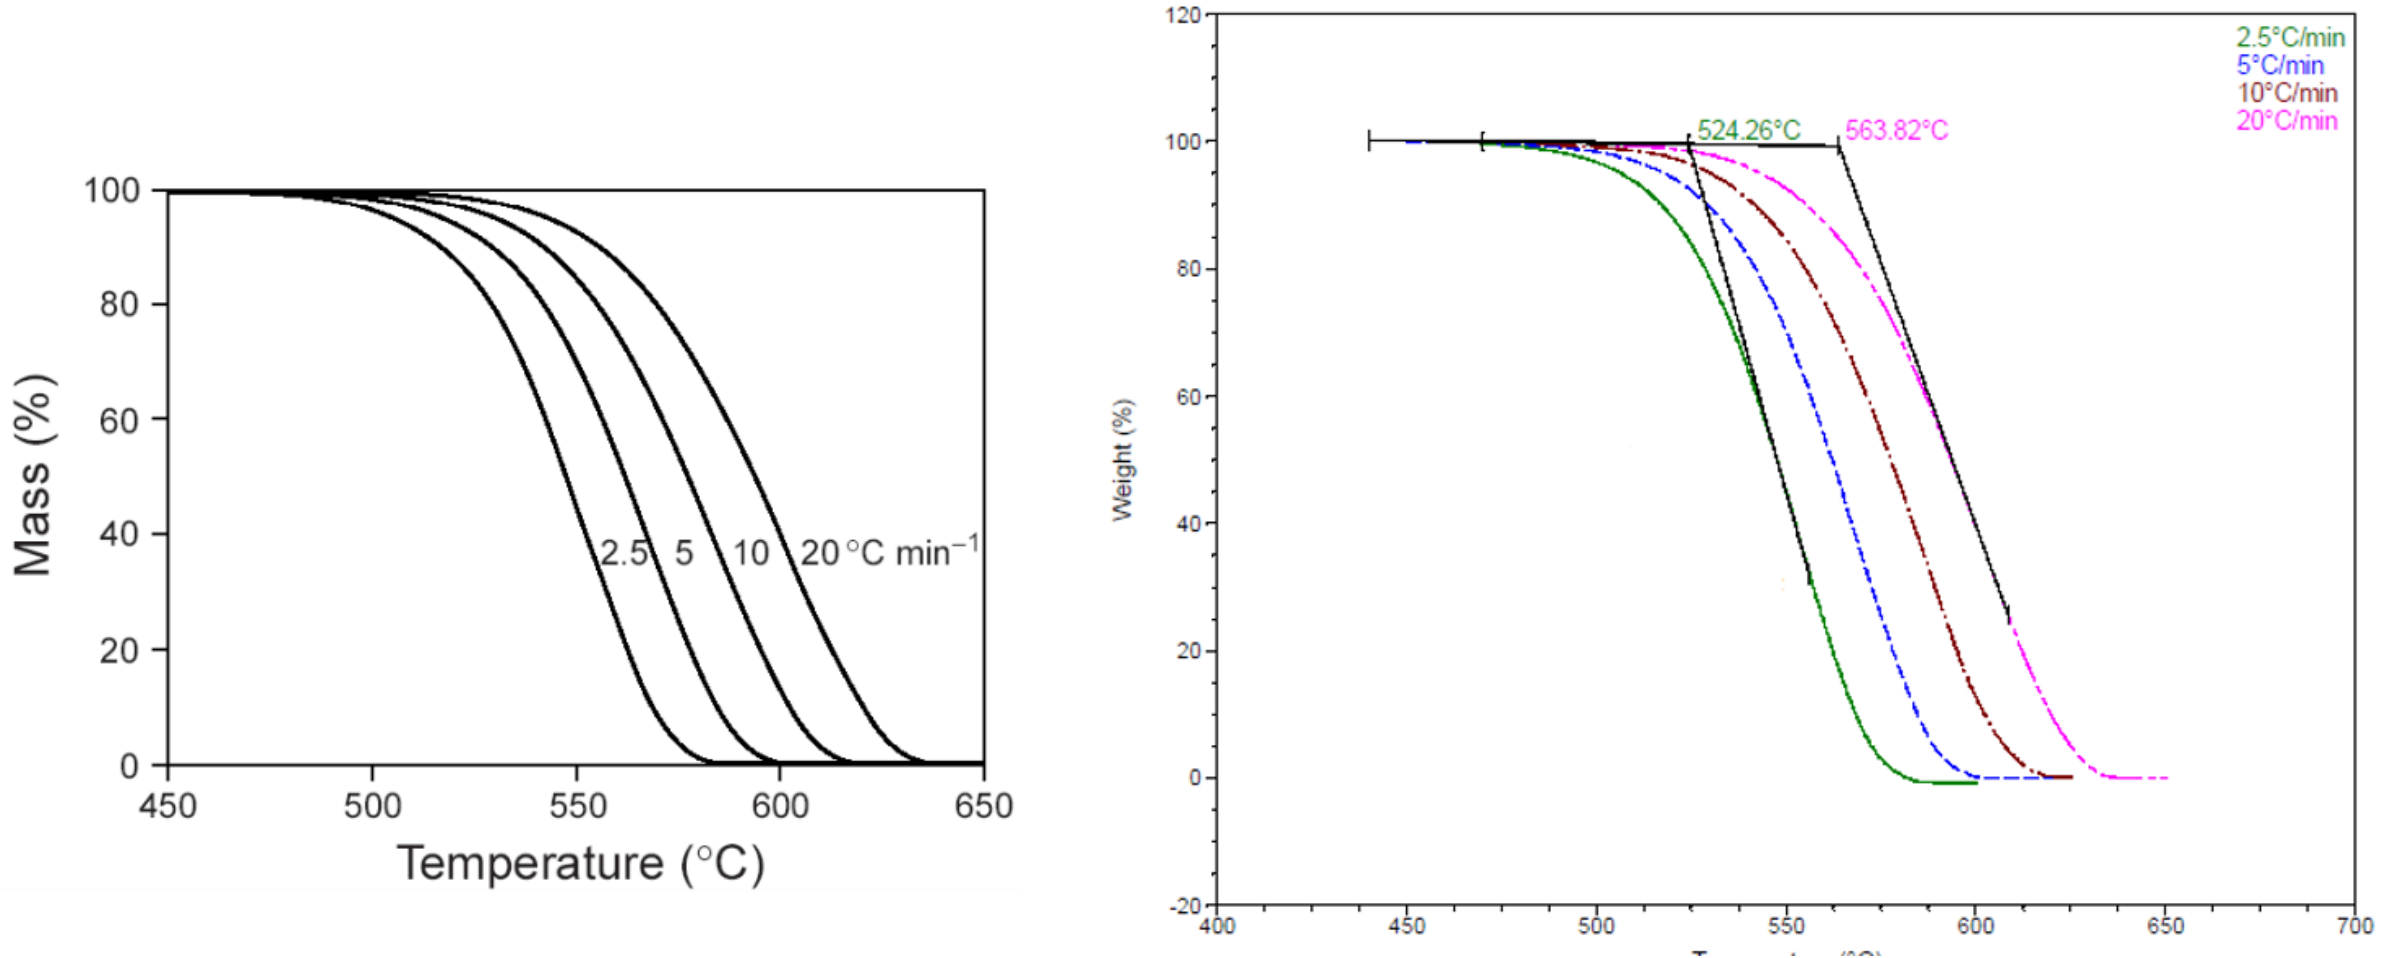 100
80
60
40
20
0
Mass (%)
2.5 5 10 20 °C min−1
450 500 550 600 650
Temperature (°C)
120
100
80
60
40
20
0
-20
Weight (%)
2.5°C/min
5°C/min
10°C/min
20°C/min
524.26°C 563.82°C
400 450 500 550 600 650 700